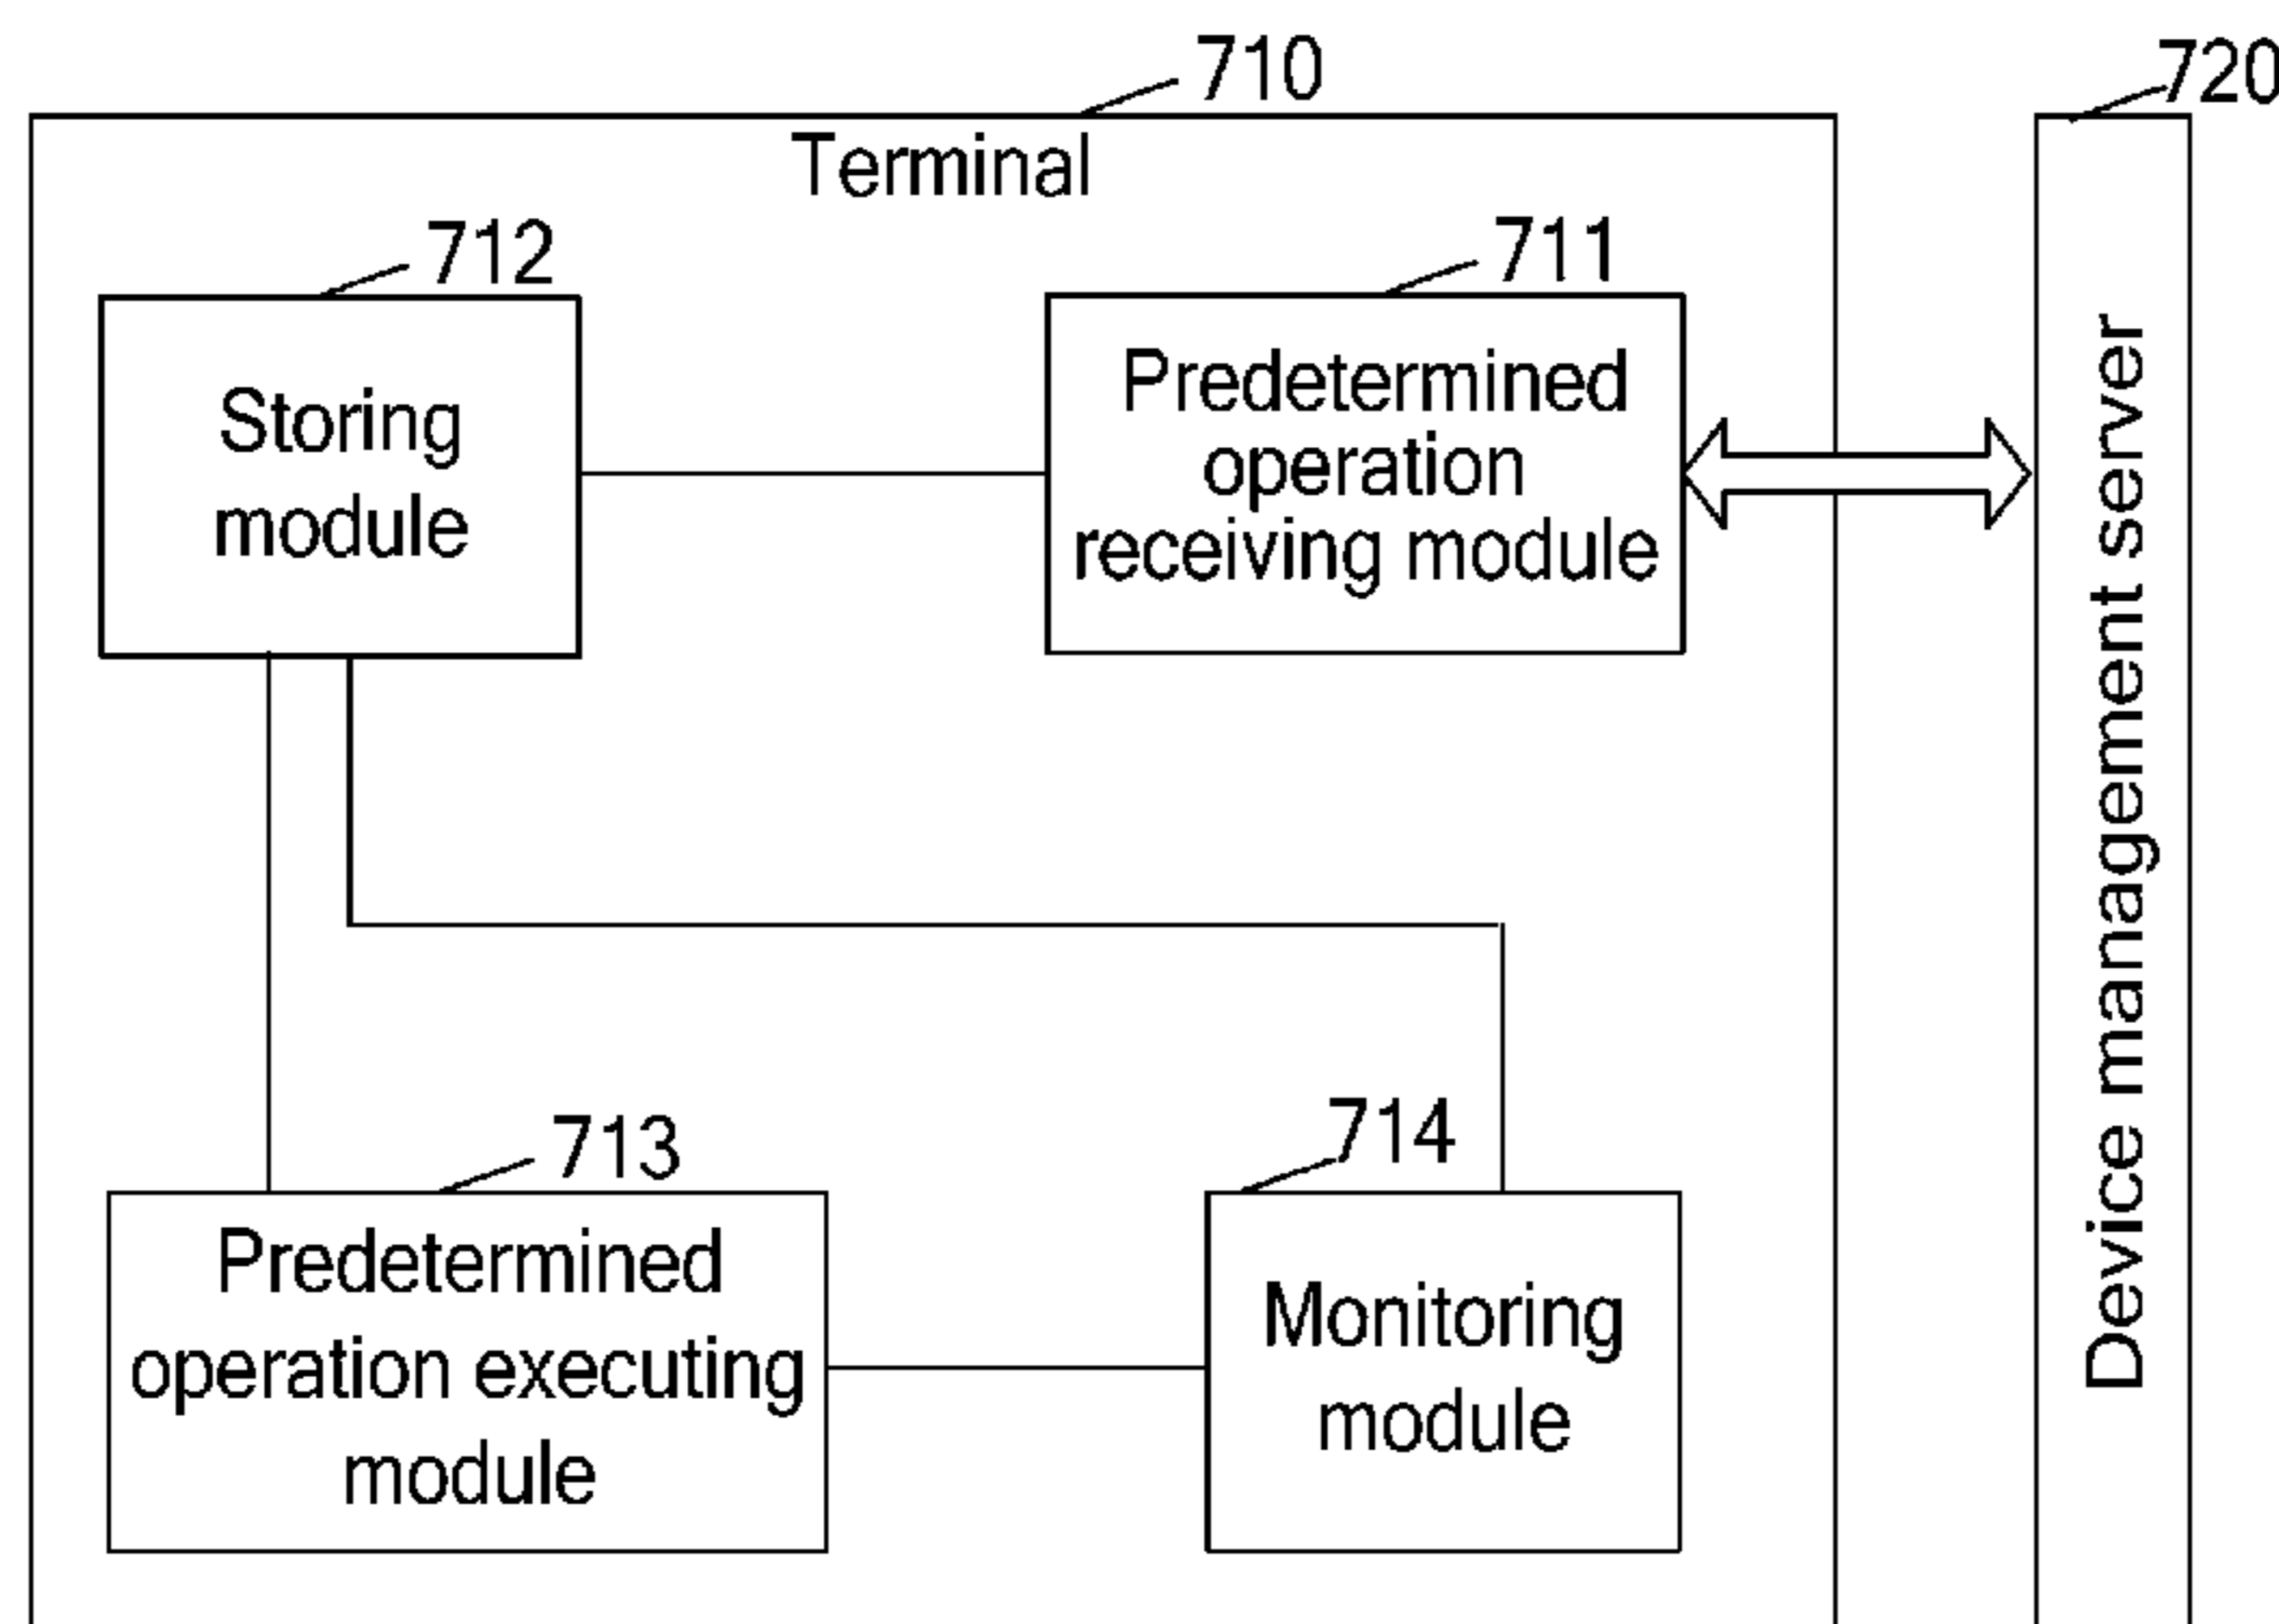 710
720
Terminal
712
711
Storing
module
Predetermined
operation
receiving module
Device management server
713
714
Predetermined
operation executing
module
Monitoring
module